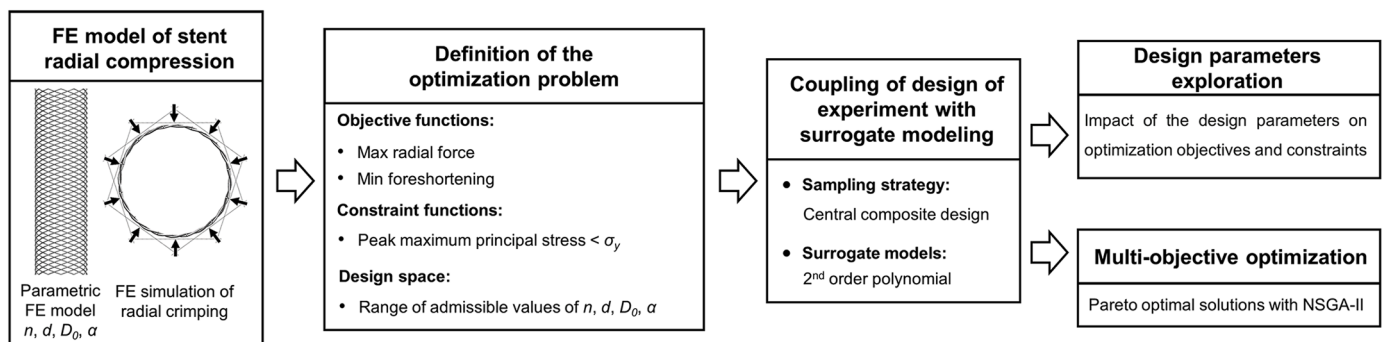 FE model of stent
radial compression
Parametric
FE model
n, d, D₀, α
FE simulation of
radial crimping
Definition of the
optimization problem
Objective functions:
• Max radial force
• Min foreshortening
Constraint functions:
• Peak maximum principal stress < σy
Design space:
• Range of admissible values of n, d, D₀, α
Coupling of design of
experiment with
surrogate modeling
• Sampling strategy:
Central composite design
• Surrogate models:
2nd order polynomial
Design parameters
exploration
Impact of the design parameters on
optimization objectives and constraints
Multi-objective optimization
Pareto optimal solutions with NSGA-II